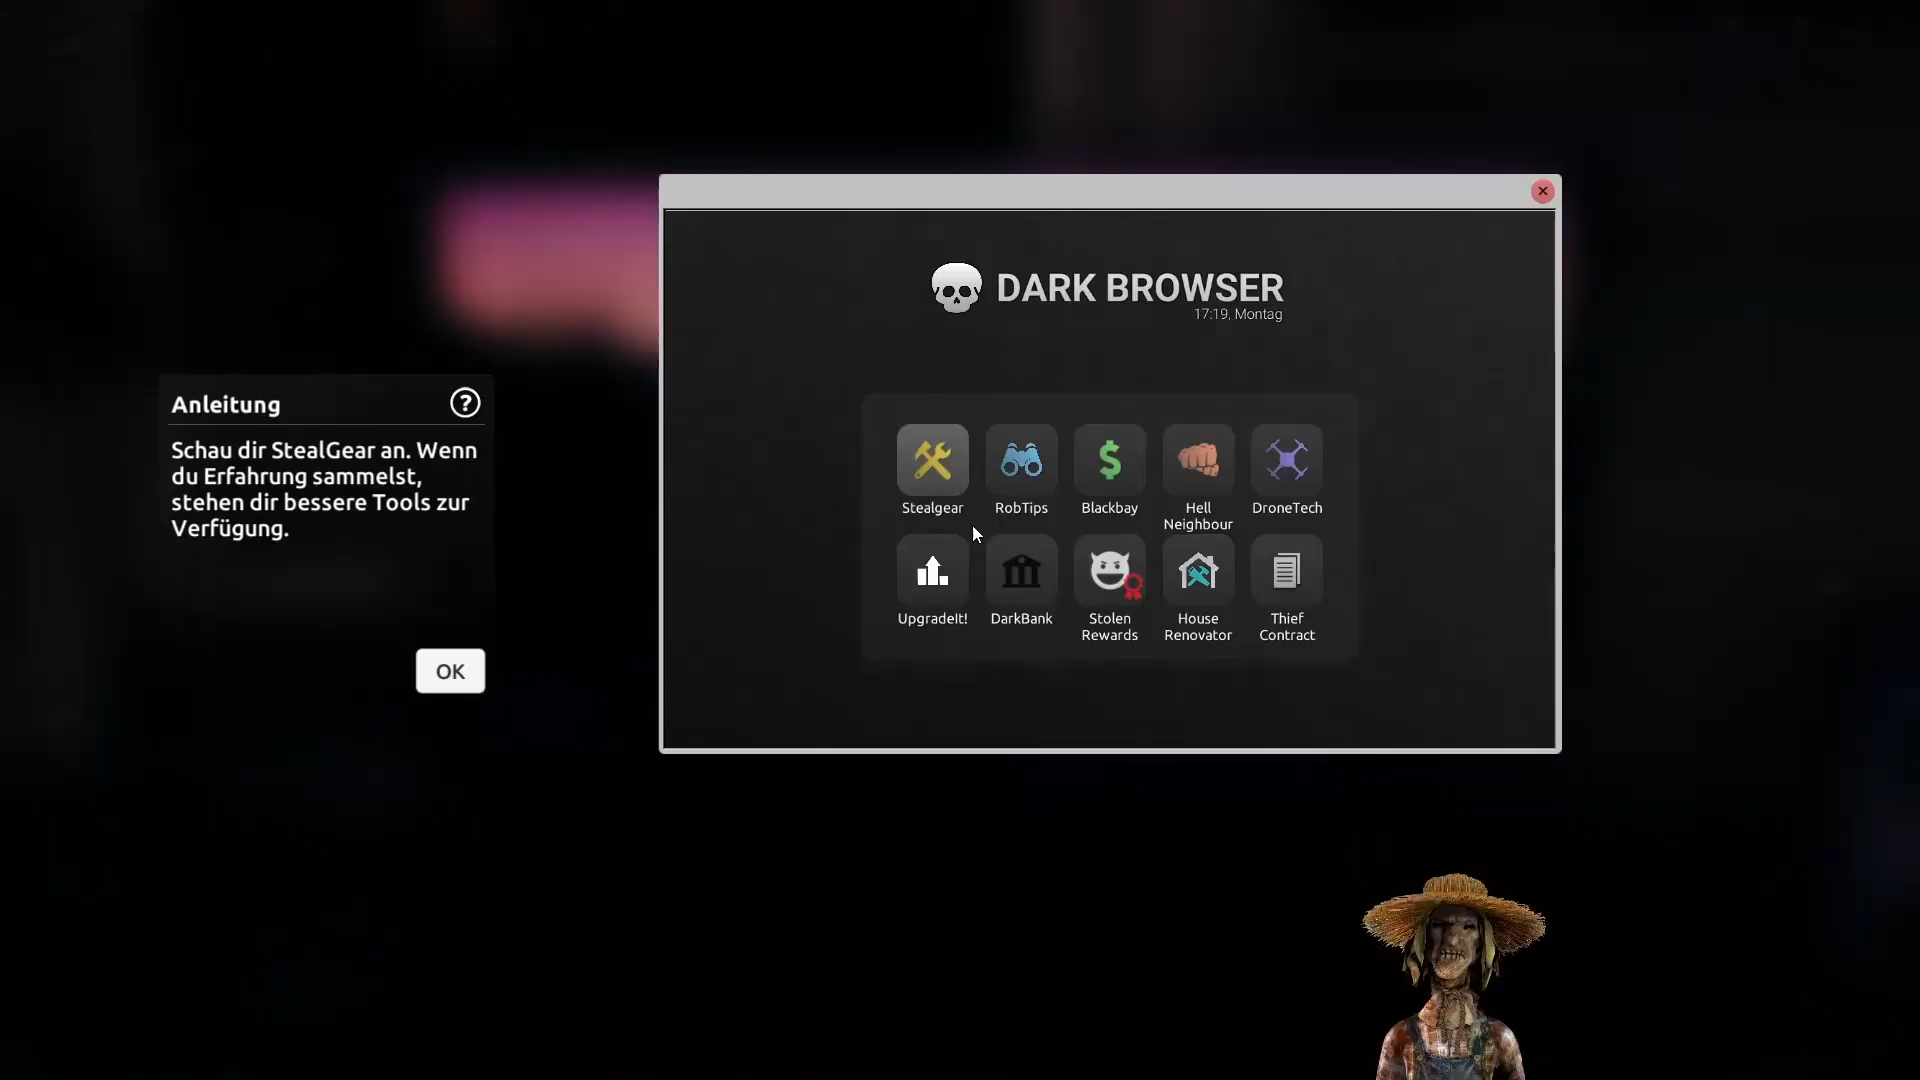 DARK BROWSER
17:19, Montag
Anleitung
?
Schau dir StealGear an. Wenn
du Erfahrung sammelst,
stehen dir bessere Tools zur
Verfügung.
OK
Stealgear
RobTips
Blackbay
Hell
Neighbour
DroneTech
UpgradeIt!
DarkBank
Stolen
Rewards
House
Renovator
Thief
Contract